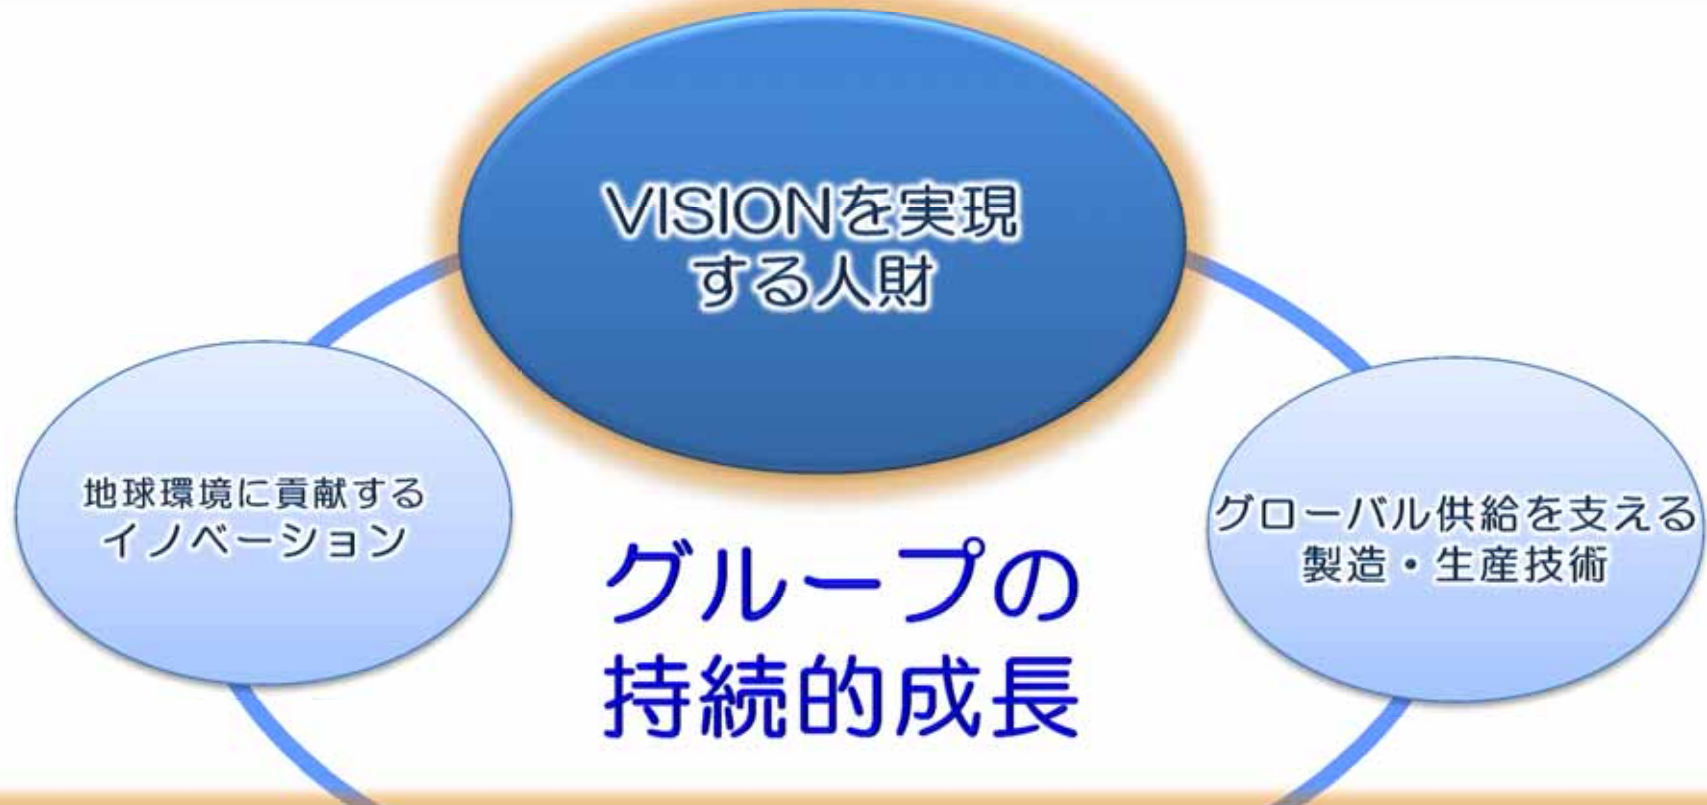 VISIONを実現
する人財
地球環境に貢献する
イノベーション
グローバル供給を支える
製造・生産技術
グループの
持続的成長